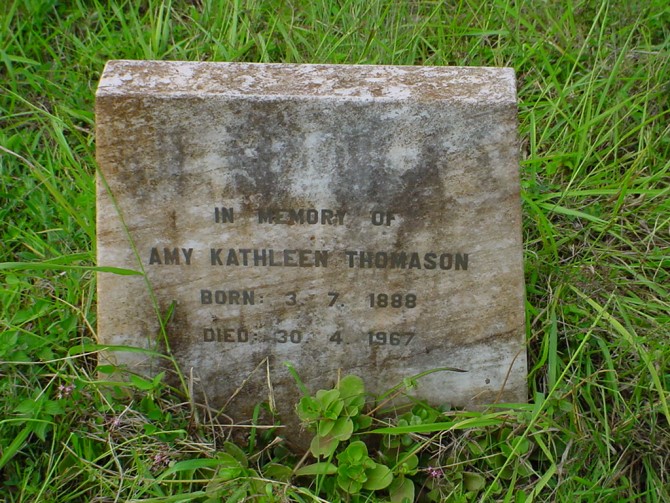 IN MEMORY OF
AMY KATHLEEN THOMASON
BORN: 3. 7. 1888
DIED: 30. 4. 1967